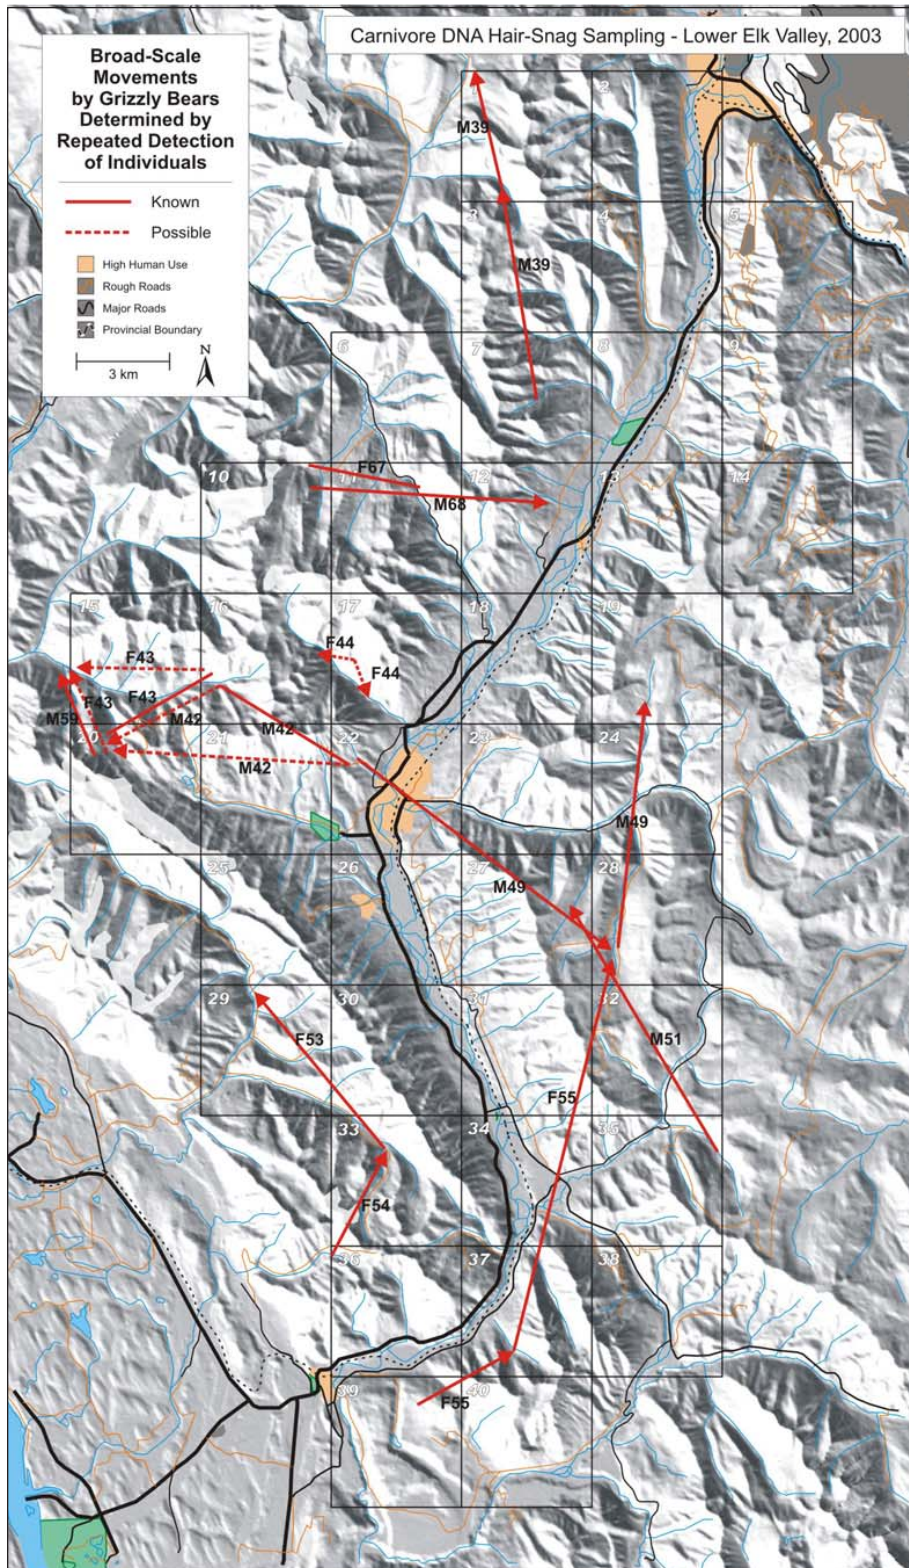 Carnivore DNA Hair-Snag Sampling - Lower Elk Valley, 2003
Broad-Scale
Movements
by Grizzly Bears
Determined by
Repeated Detection
of Individuals
Known
Possible
High Human Use
Rough Roads
Major Roads
Provincial Boundary
3 km
N
2
M39
3
4
5
M39
6
7
8
9
10
F67
11
12
13
14
M68
15
16
17
18
19
F44
F43
F44
F43
F43
M59
M42
20
21
M42
22
23
24
M42
M49
25
26
27
28
M49
29
30
31
32
F53
M51
F55
33
34
35
F54
36
37
38
39
40
F55